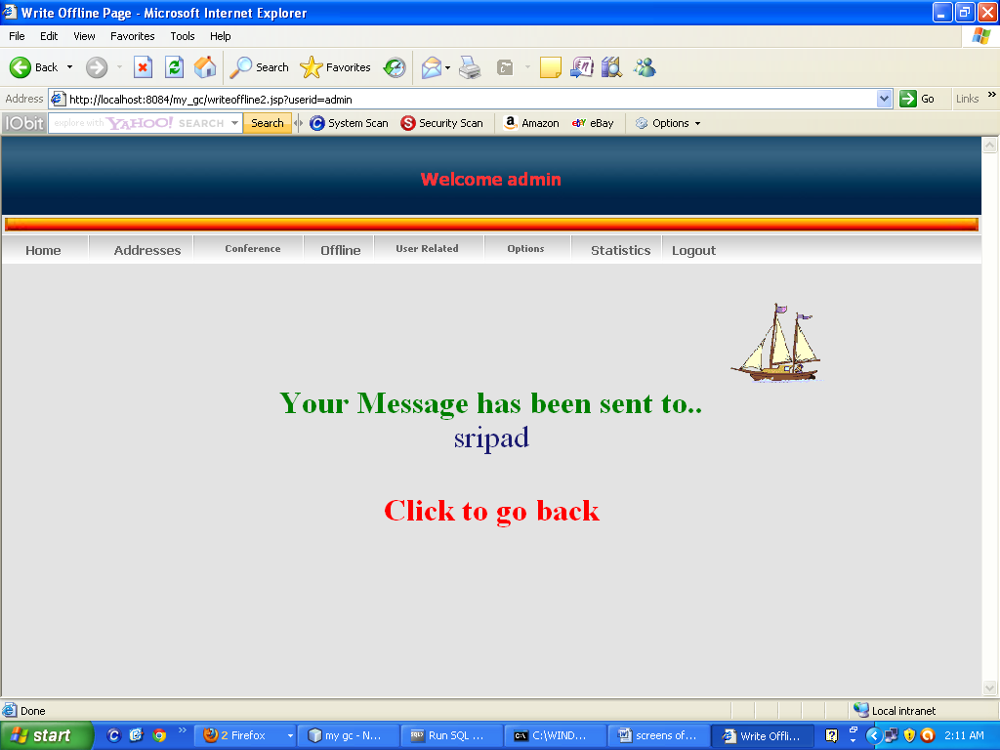 Write Offline Page - Microsoft Internet Explorer
File Edit View Favorites Tools Help
Back Search Favorites
Address http://localhost:8084/my_gc/writeoffline2.jsp?userid=admin Go Links »
IObit explore with YAHOO! SEARCH Search System Scan Security Scan Amazon eBay Options
Welcome admin
Home Addresses Conference Offline User Related Options Statistics Logout
Your Message has been sent to..
sripad
Click to go back
Done Local intranet
start 2 Firefox my gc - N... Run SQL ... C:\WIND... screens of... Write Offli... 2:11 AM